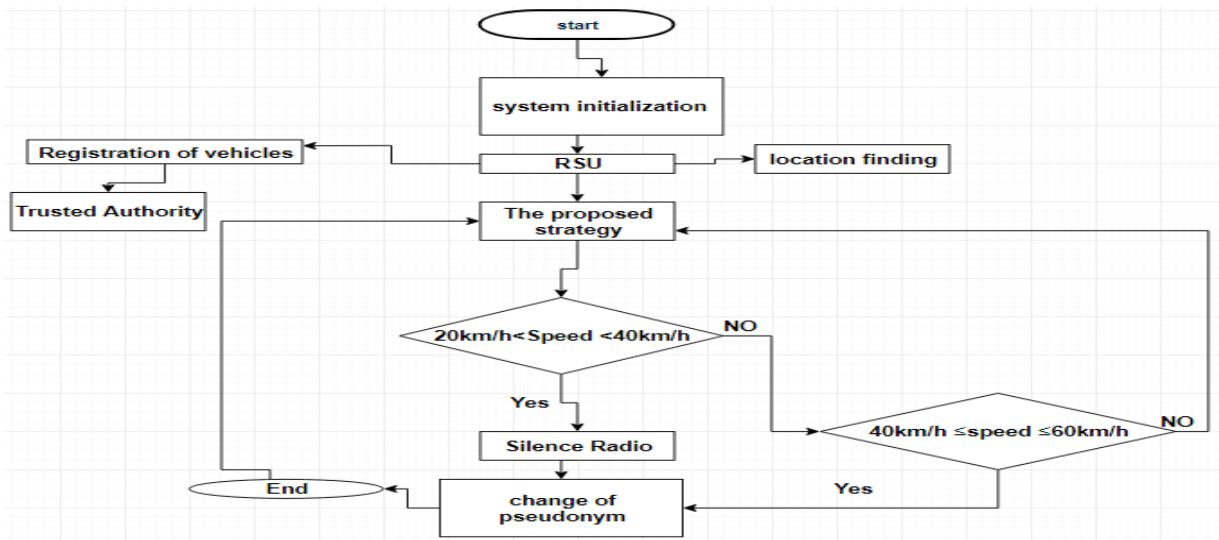 start
system initialization
Registration of vehicles
RSU
location finding
Trusted Authority
The proposed
strategy
20km/h<Speed <40km/h
NO
Yes
40km/h ≤speed ≤60km/h
NO
Silence Radio
Yes
End
change of
pseudonym